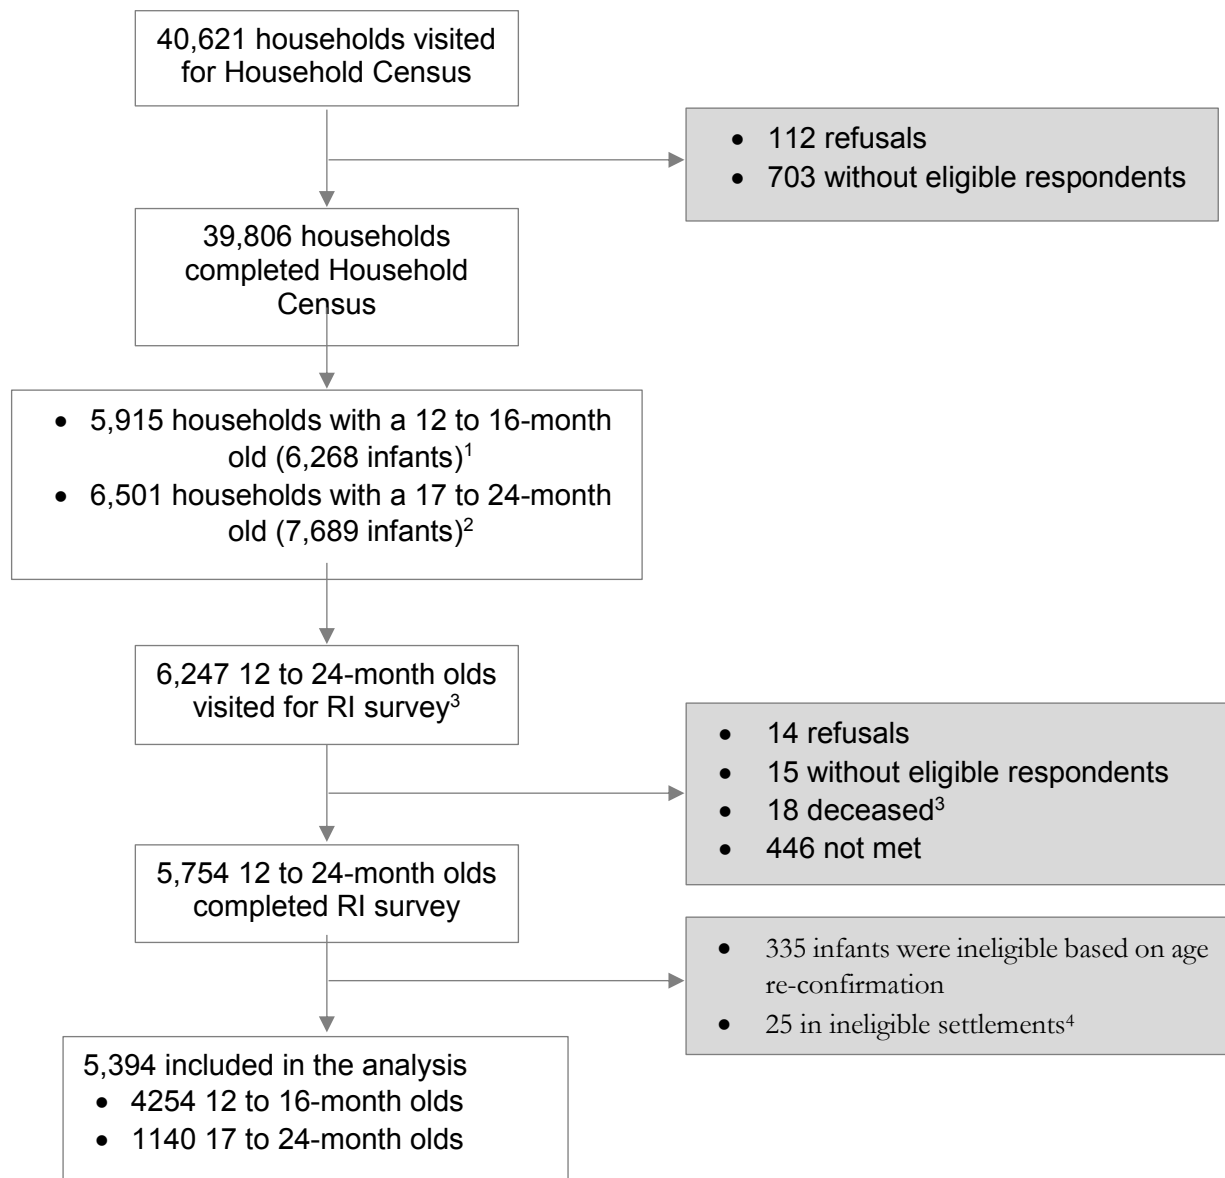 40,621 households visited
for Household Census
• 112 refusals
• 703 without eligible respondents
39,806 households
completed Household
Census
• 5,915 households with a 12 to 16-month
old (6,268 infants)1
• 6,501 households with a 17 to 24-month
old (7,689 infants)2
6,247 12 to 24-month olds
visited for RI survey3
• 14 refusals
• 15 without eligible respondents
• 18 deceased3
• 446 not met
5,754 12 to 24-month olds
completed RI survey
• 335 infants were ineligible based on age
re-confirmation
• 25 in ineligible settlements4
5,394 included in the analysis
• 4254 12 to 16-month olds
• 1140 17 to 24-month olds